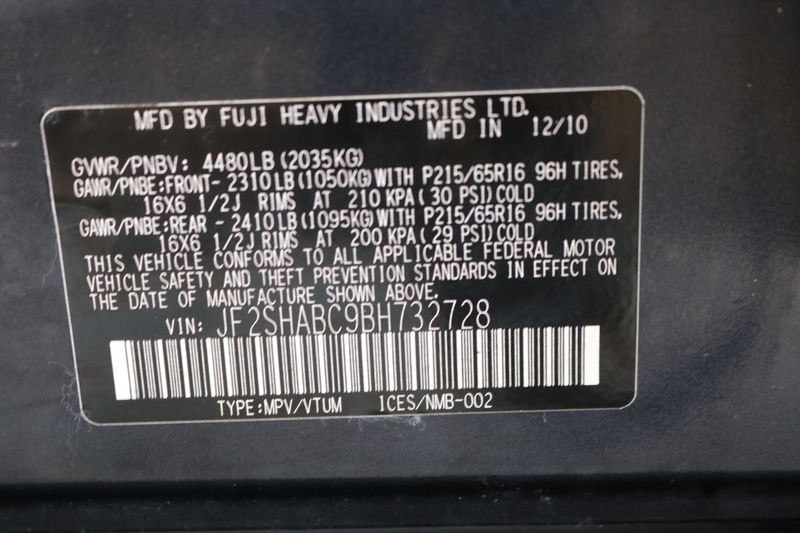 MFD BY FUJI HEAVY INDUSTRIES LTD.
MFD IN 12/10
GVWR/PNBV: 4480LB (2035KG)
GAWR/PNBE:FRONT- 2310LB (1050KG)WITH P215/65R16 96H TIRES,
16X6 1/2J RIMS AT 210 KPA( 30 PSI)COLD
GAWR/PNBE:REAR - 2410LB (1095KG)WITH P215/65R16 96H TIRES,
16X6 1/2J RIMS AT 200 KPA( 29 PSI)COLD
THIS VEHICLE CONFORMS TO ALL APPLICABLE FEDERAL MOTOR
VEHICLE SAFETY AND THEFT PREVENTION STANDARDS IN EFFECT ON
THE DATE OF MANUFACTURE SHOWN ABOVE.
VIN: JF2SHABC9BH732728
TYPE:MPV/VTUM ICES/NMB-002